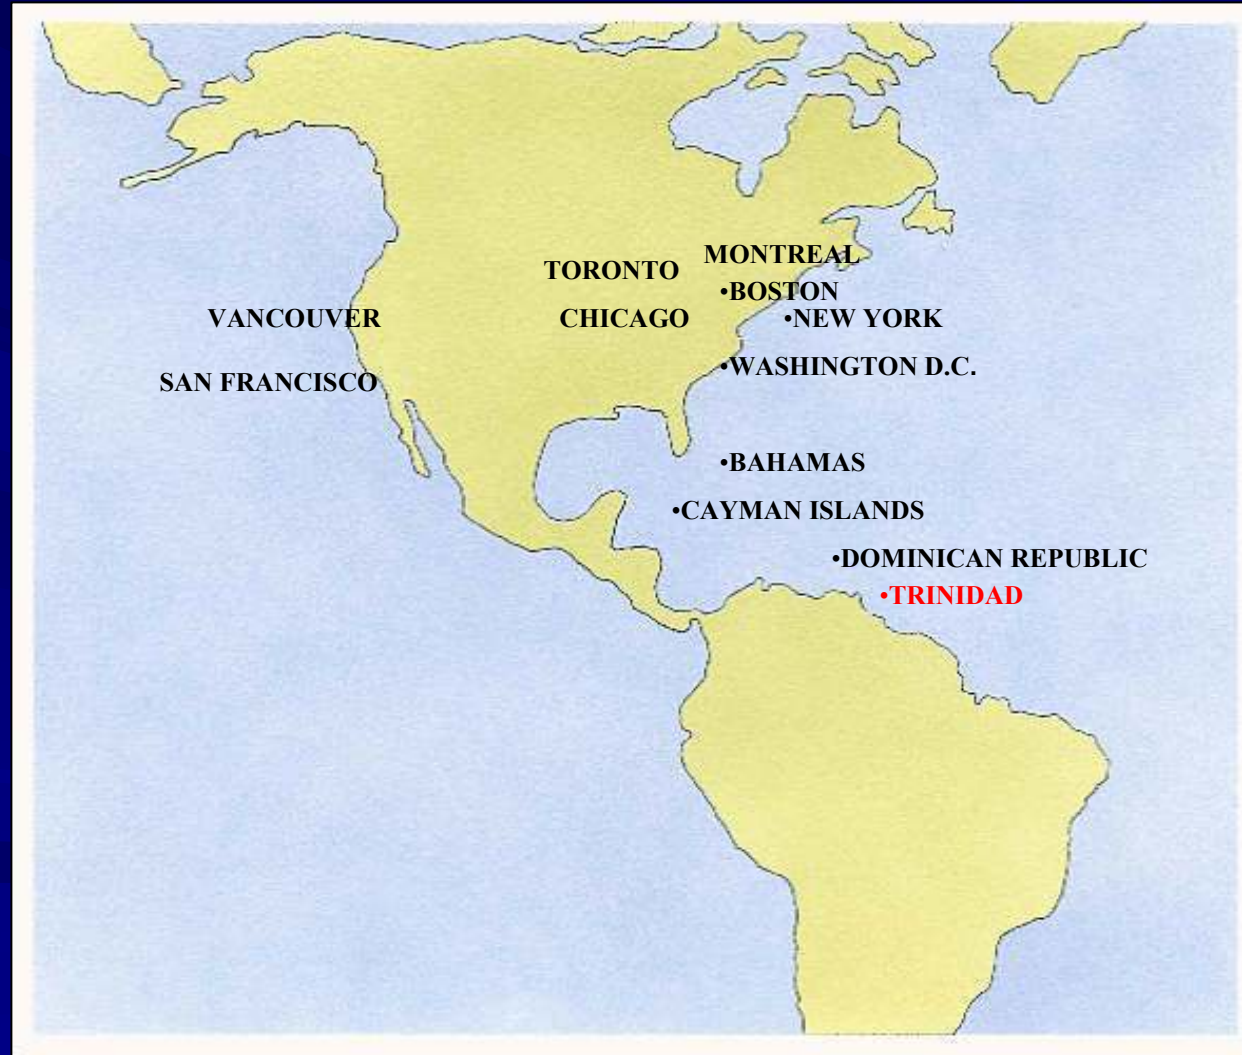 MONTREAL
TORONTO
•BOSTON
VANCOUVER
CHICAGO
•NEW YORK
•WASHINGTON D.C.
SAN FRANCISCO
•BAHAMAS
•CAYMAN ISLANDS
•DOMINICAN REPUBLIC
•TRINIDAD